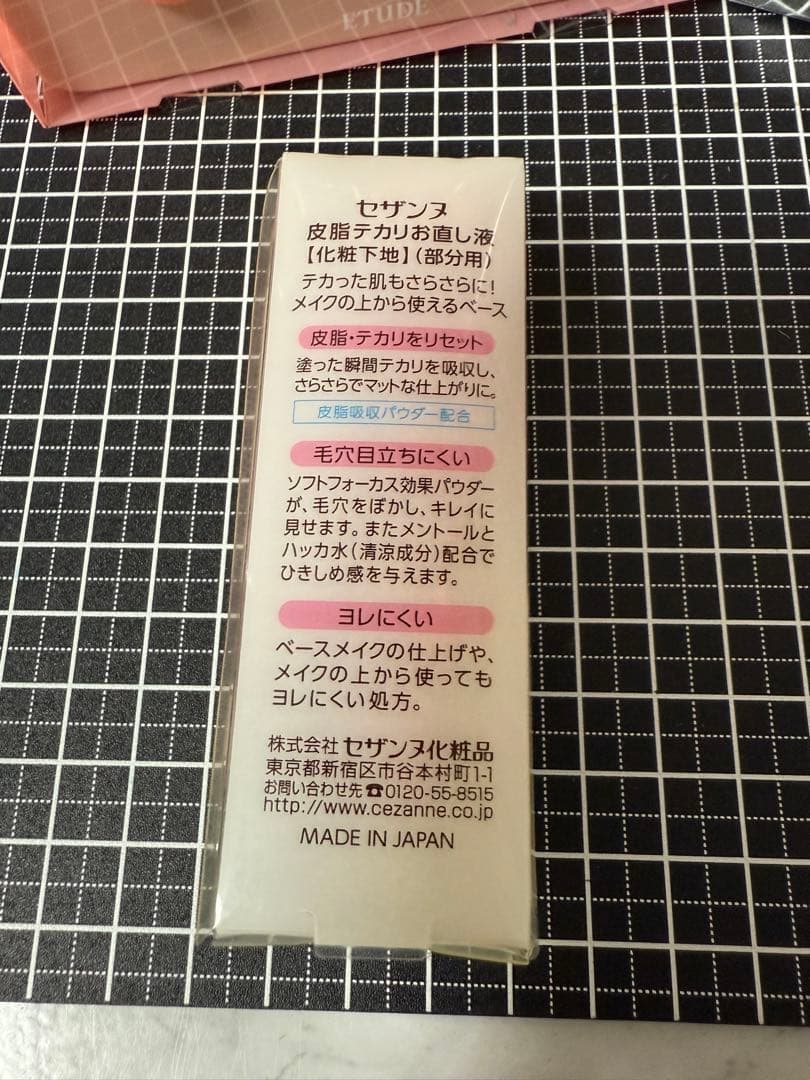 ETUDE
セザンヌ
皮脂テカリお直し液
【化粧下地】(部分用)
テカった肌もさらさらに!
メイクの上から使えるベース
皮脂・テカリをリセット
塗った瞬間テカリを吸収し、
さらさらでマットな仕上がりに。
皮脂吸収パウダー配合
毛穴目立ちにくい
ソフトフォーカス効果パウダー
が、毛穴をぼかし、キレイに
見せます。またメントールと
ハッカ水(清涼成分)配合で
ひきしめ感を与えます。
ヨレにくい
ベースメイクの仕上げや、
メイクの上から使っても
ヨレにくい処方。
株式会社 セザンヌ化粧品
東京都新宿区市谷本村町1-1
お問い合わせ先☎0120-55-8515
http://www.cezanne.co.jp
MADE IN JAPAN